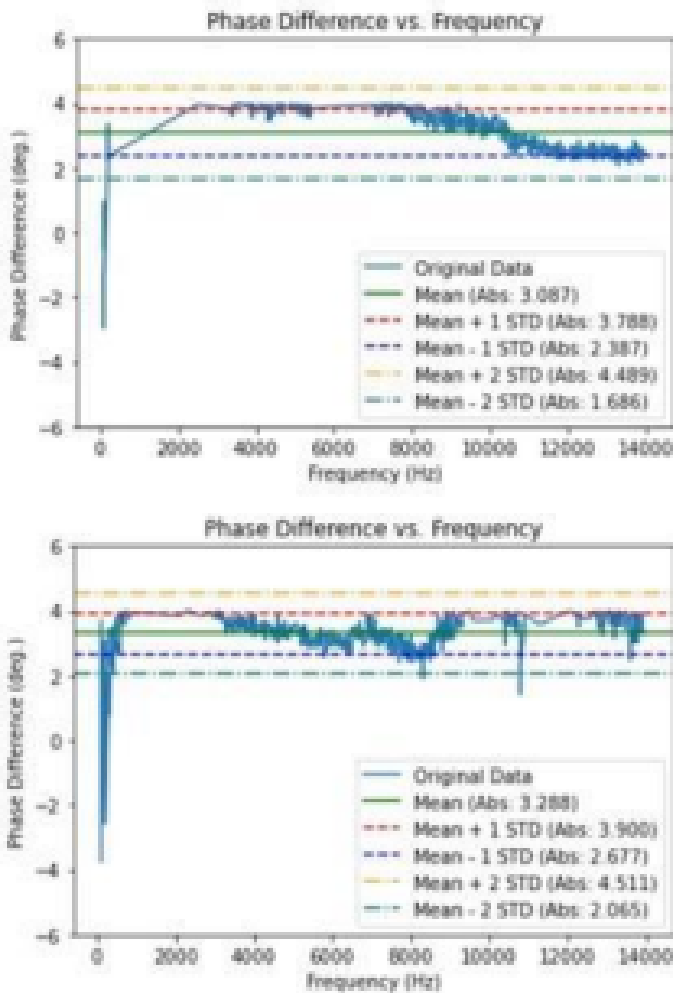 Phase Difference vs. Frequency
Phase Difference (deg.)
6
4
2
0
−2
−4
−6
Original Data
Mean (Abs: 3.087)
Mean + 1 STD (Abs: 3.788)
Mean - 1 STD (Abs: 2.387)
Mean + 2 STD (Abs: 4.489)
Mean - 2 STD (Abs: 1.686)
0 2000 4000 6000 8000 10000 12000 14000
Frequency (Hz)
Phase Difference vs. Frequency
Phase Difference (deg.)
6
4
2
0
−2
−4
−6
Original Data
Mean (Abs: 3.288)
Mean + 1 STD (Abs: 3.900)
Mean - 1 STD (Abs: 2.677)
Mean + 2 STD (Abs: 4.511)
Mean - 2 STD (Abs: 2.065)
0 2000 4000 6000 8000 10000 12000 14000
Frequency (Hz)